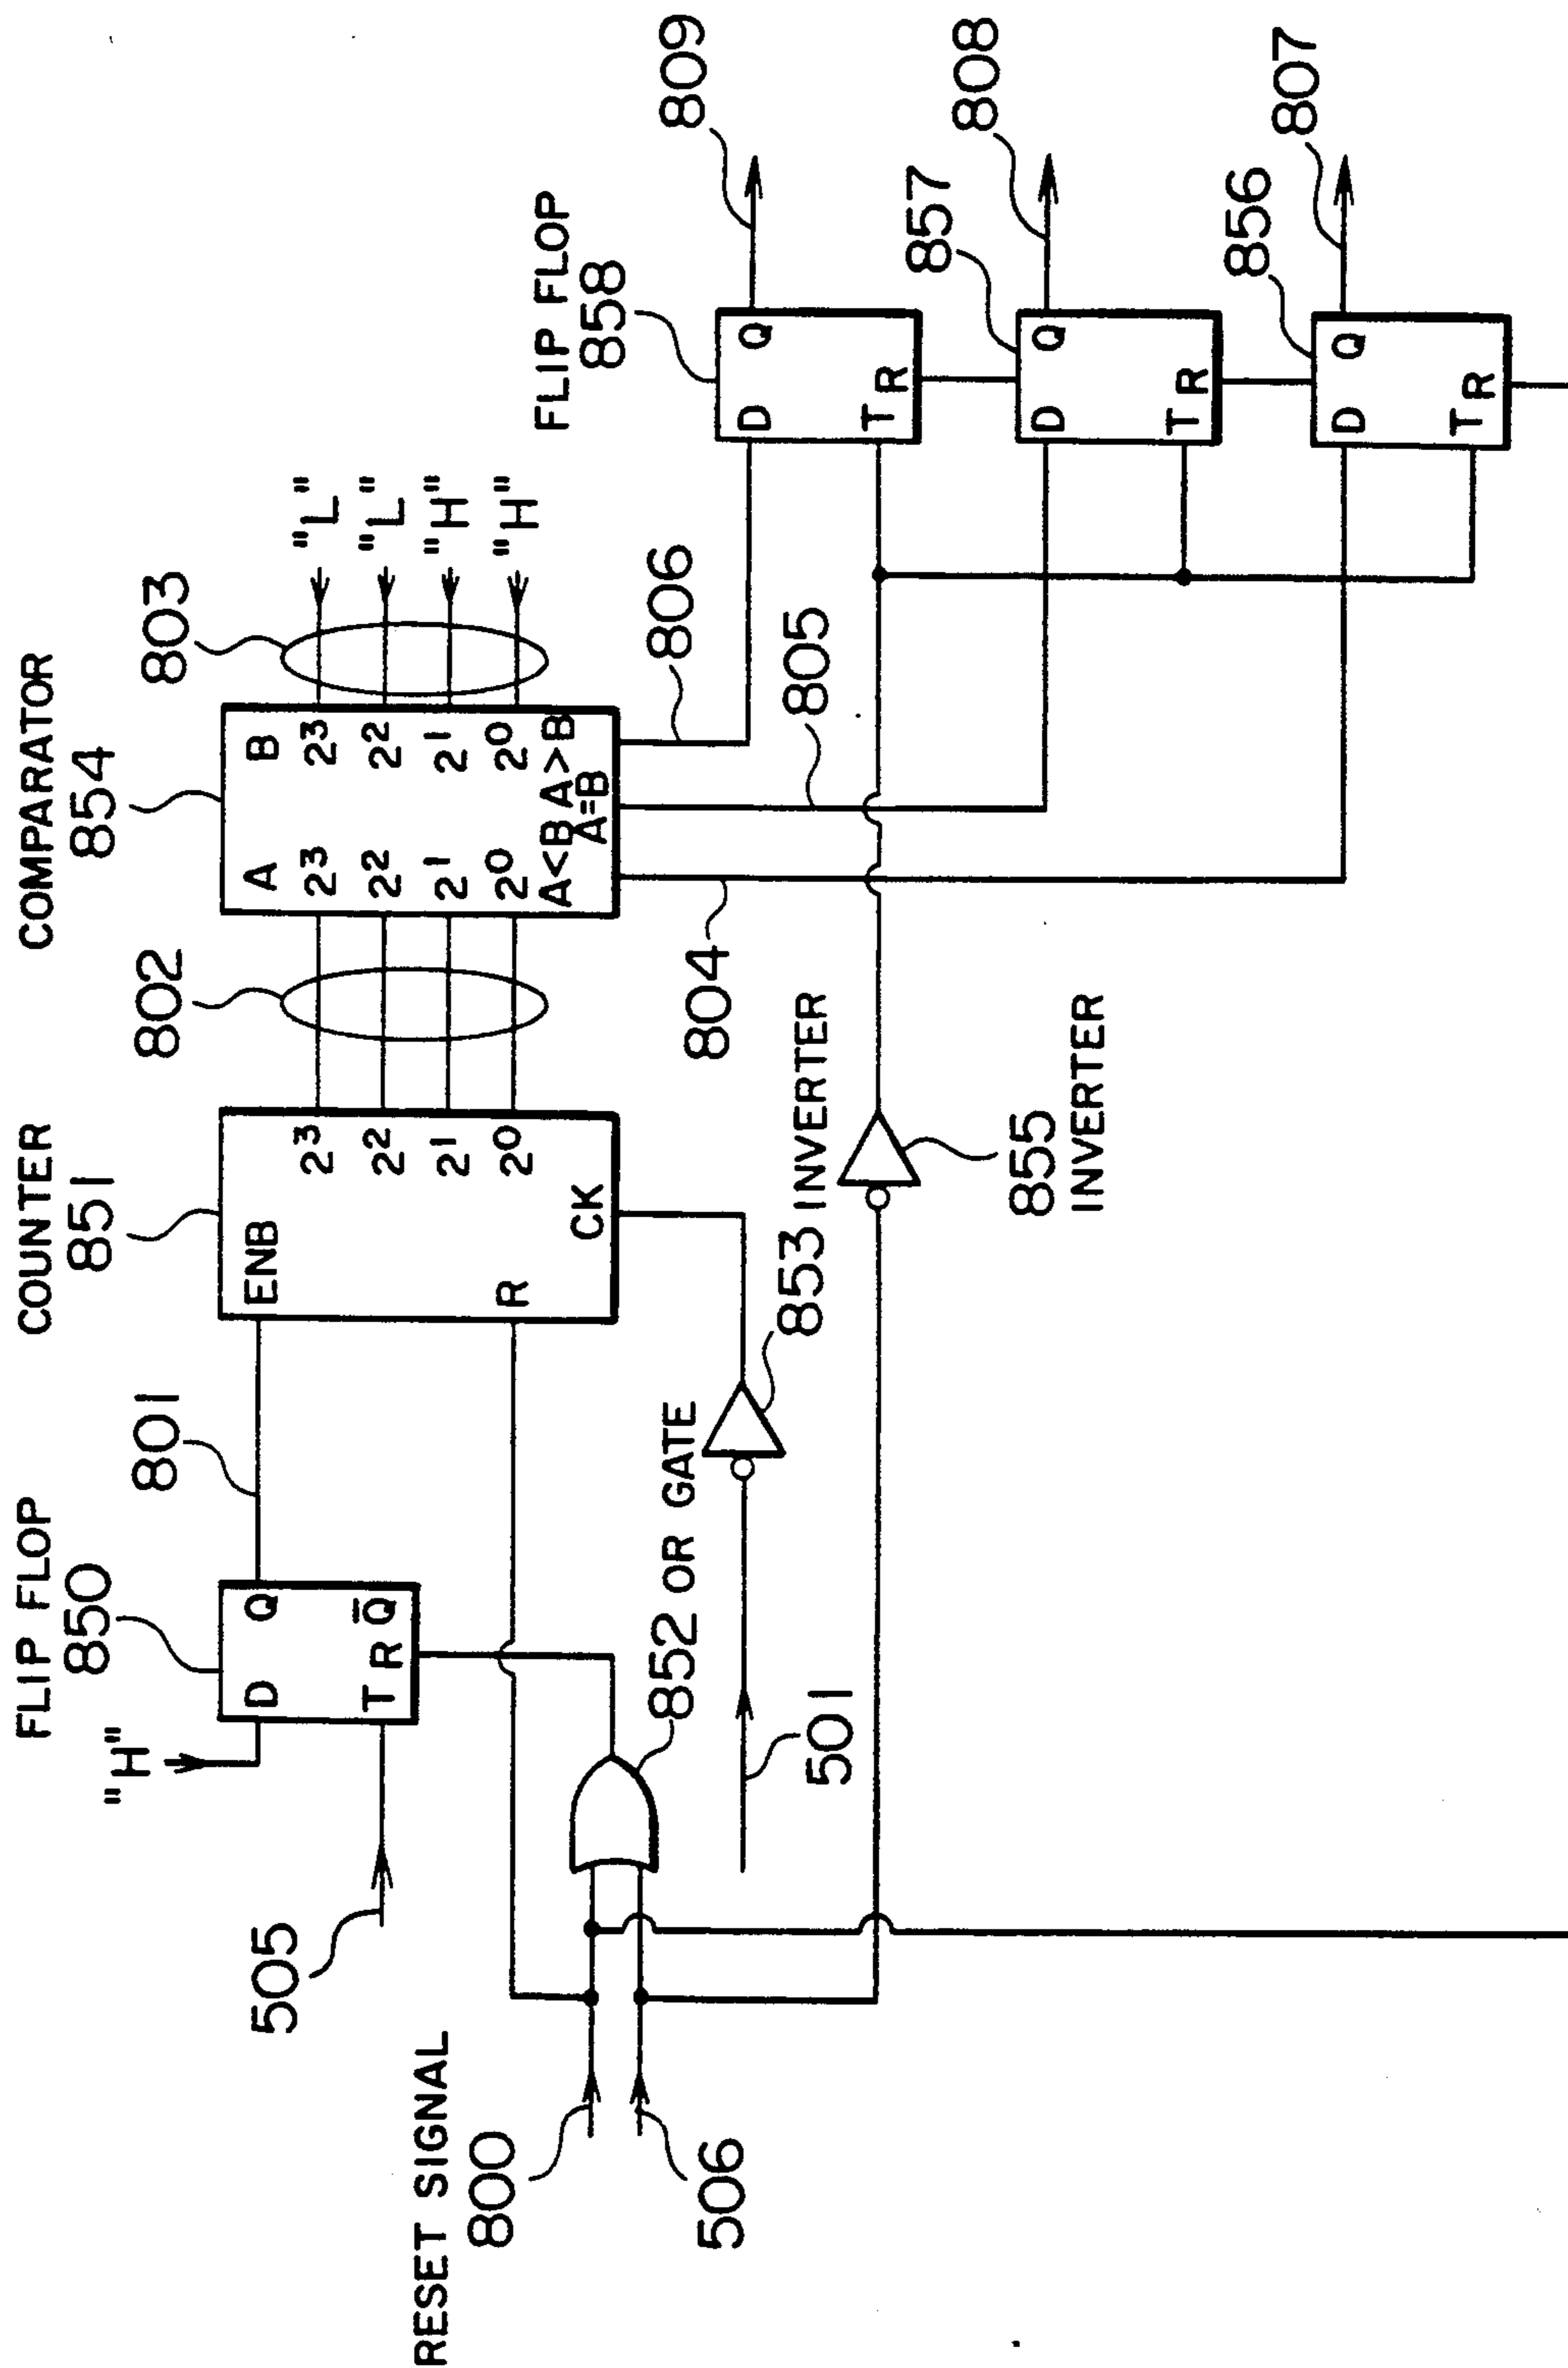 FLIP FLOP
850
COUNTER
851
COMPARATOR
854
"H"
801
802
803
D
Q
T
R
Q̅
ENB
2³
2²
2¹
2⁰
R
CK
A
B
2³
2³
2²
2²
2¹
2¹
2⁰
2⁰
A<B
A>B
A=B
"L"
"L"
"H"
"H"
505
RESET SIGNAL
800
506
852 OR GATE
501
853 INVERTER
855
INVERTER
804
805
806
FLIP FLOP
858
D
Q
T
R
809
857
D
Q
T
R
808
856
D
Q
T
R
807